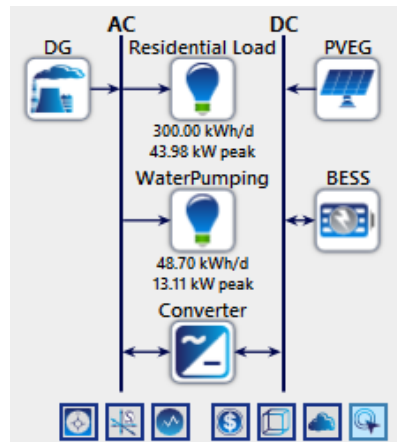 AC
DC
DG
Residential Load
PVEG
300.00 kWh/d
43.98 kW peak
WaterPumping
BESS
48.70 kWh/d
13.11 kW peak
Converter